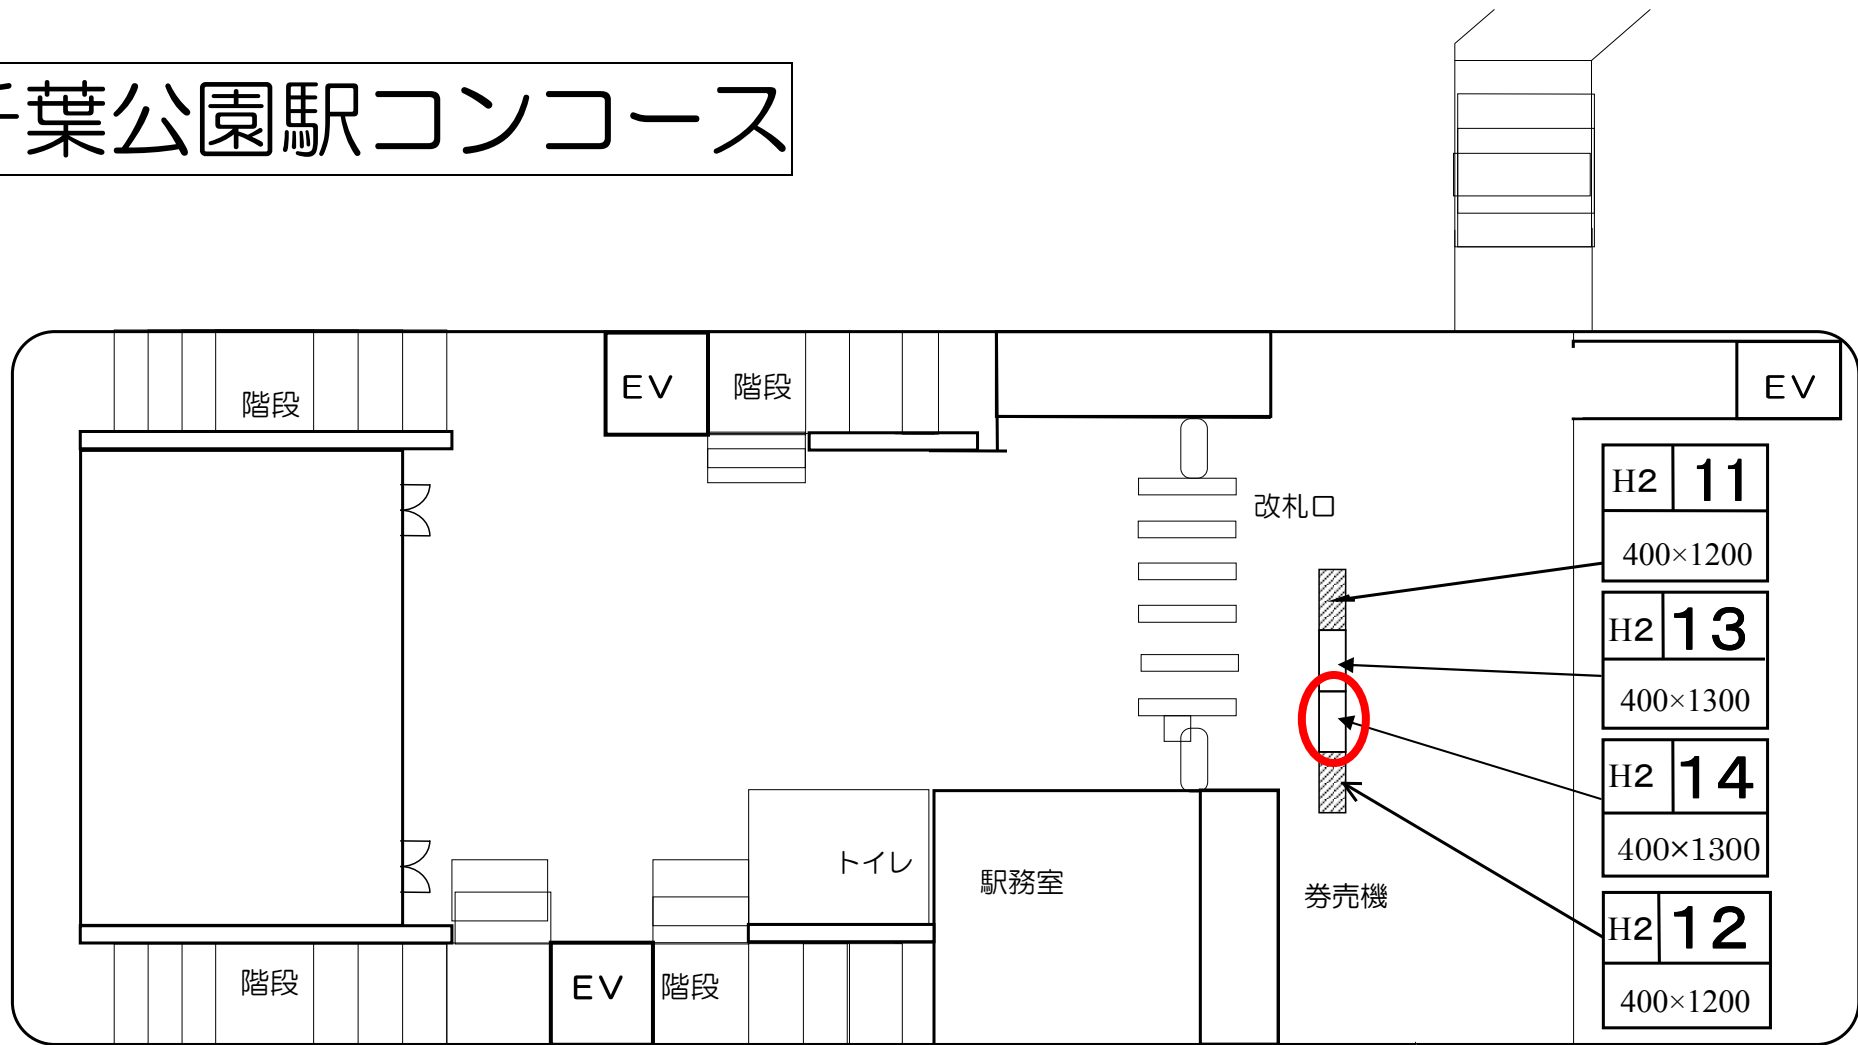 千葉公園駅コンコース
EV
階段
EV
階段
H2 11
400×1200
改札口
H2 13
400×1300
H2 14
400×1300
トイレ
駅務室
券売機
H2 12
400×1200
階段
EV
階段